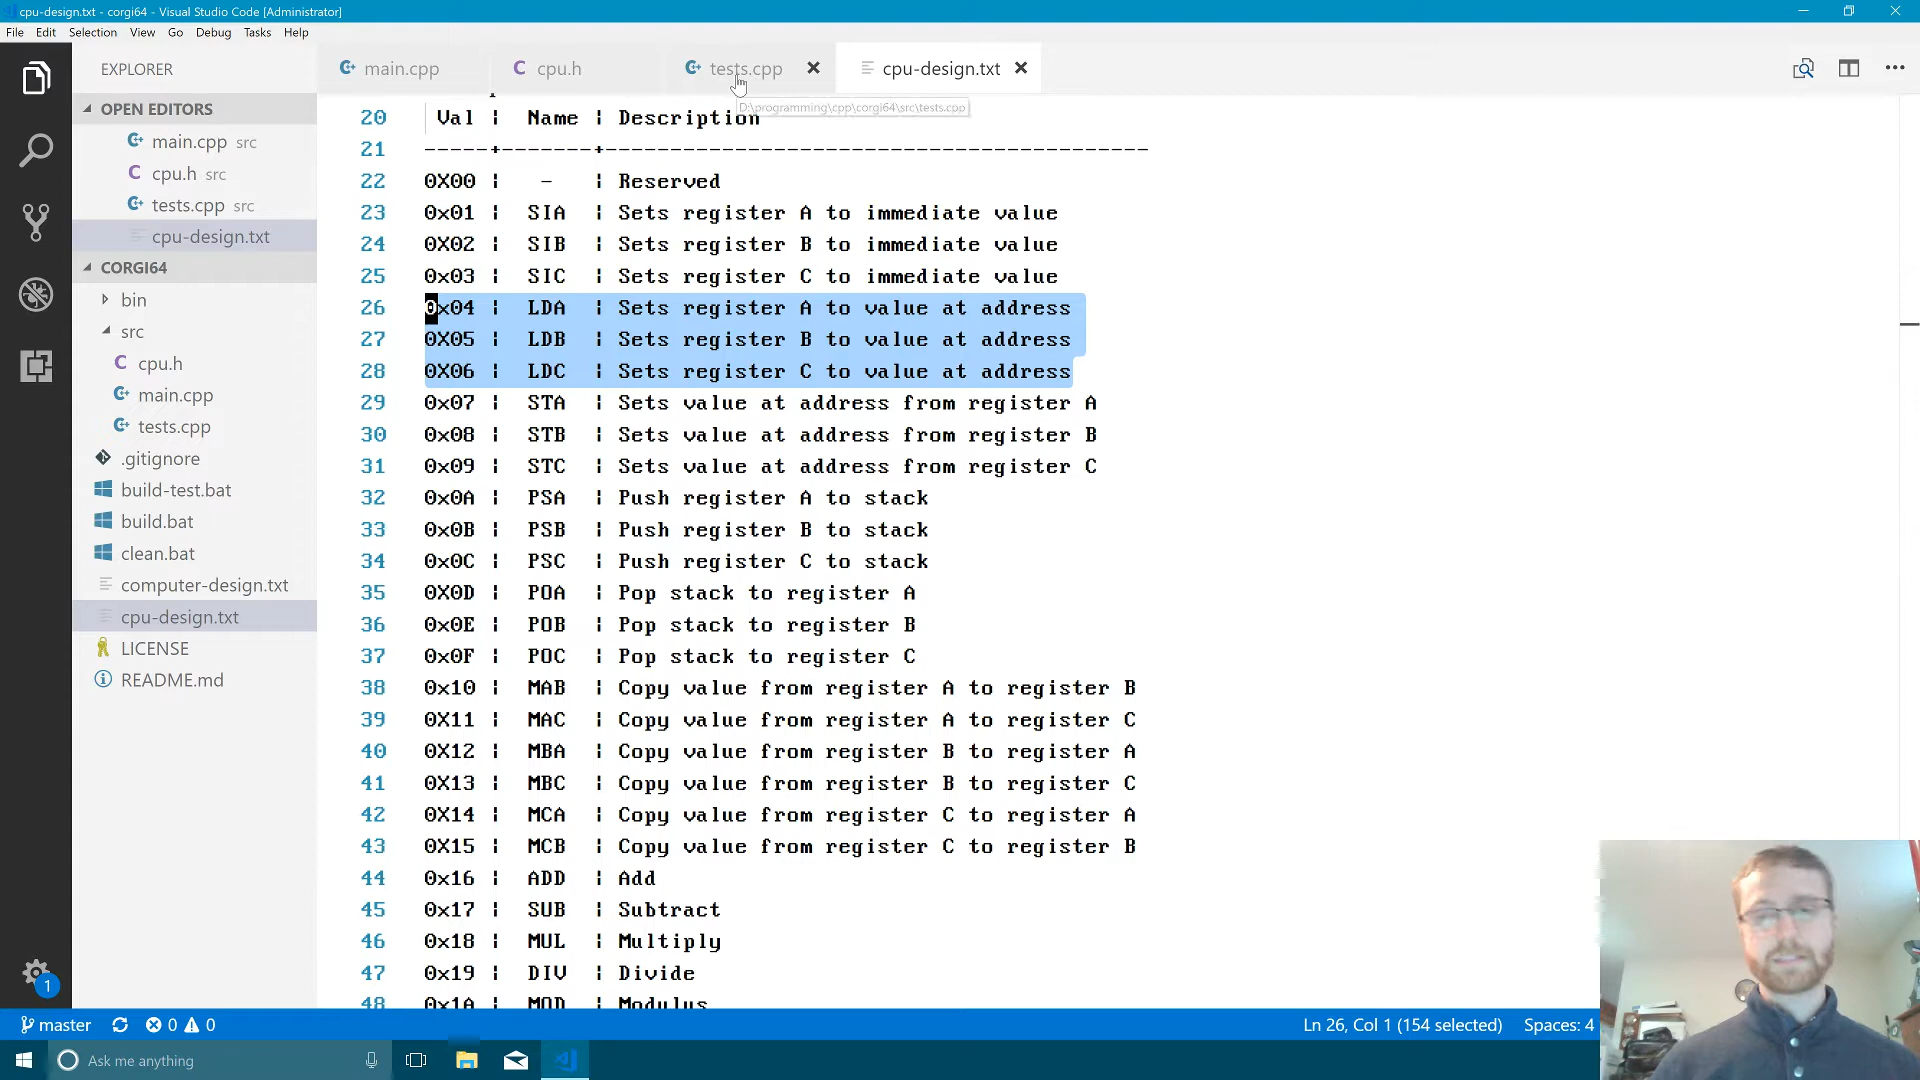 cpu-design.txt - corgi64 - Visual Studio Code [Administrator]
File Edit Selection View Go Debug Tasks Help
EXPLORER
main.cpp
cpu.h
tests.cpp
cpu-design.txt
D:\programming\cpp\corgi64\src\tests.cpp
OPEN EDITORS
main.cpp src
cpu.h src
tests.cpp src
cpu-design.txt
CORGI64
bin
src
cpu.h
main.cpp
tests.cpp
.gitignore
build-test.bat
build.bat
clean.bat
computer-design.txt
cpu-design.txt
LICENSE
README.md
20 Val ¦ Name ¦ Description
21 -----+-------+------------------------------------------
22 0X00 ¦ - ¦ Reserved
23 0x01 ¦ SIA ¦ Sets register A to immediate value
24 0X02 ¦ SIB ¦ Sets register B to immediate value
25 0x03 ¦ SIC ¦ Sets register C to immediate value
26 0x04 ¦ LDA ¦ Sets register A to value at address
27 0X05 ¦ LDB ¦ Sets register B to value at address
28 0X06 ¦ LDC ¦ Sets register C to value at address
29 0x07 ¦ STA ¦ Sets value at address from register A
30 0x08 ¦ STB ¦ Sets value at address from register B
31 0x09 ¦ STC ¦ Sets value at address from register C
32 0x0A ¦ PSA ¦ Push register A to stack
33 0x0B ¦ PSB ¦ Push register B to stack
34 0x0C ¦ PSC ¦ Push register C to stack
35 0X0D ¦ POA ¦ Pop stack to register A
36 0x0E ¦ POB ¦ Pop stack to register B
37 0x0F ¦ POC ¦ Pop stack to register C
38 0x10 ¦ MAB ¦ Copy value from register A to register B
39 0X11 ¦ MAC ¦ Copy value from register A to register C
40 0X12 ¦ MBA ¦ Copy value from register B to register A
41 0X13 ¦ MBC ¦ Copy value from register B to register C
42 0X14 ¦ MCA ¦ Copy value from register C to register A
43 0X15 ¦ MCB ¦ Copy value from register C to register B
44 0x16 ¦ ADD ¦ Add
45 0x17 ¦ SUB ¦ Subtract
46 0x18 ¦ MUL ¦ Multiply
47 0x19 ¦ DIV ¦ Divide
48 0x1A ¦ MOD ¦ Modulus
1
master 0 0
Ln 26, Col 1 (154 selected) Spaces: 4
Ask me anything